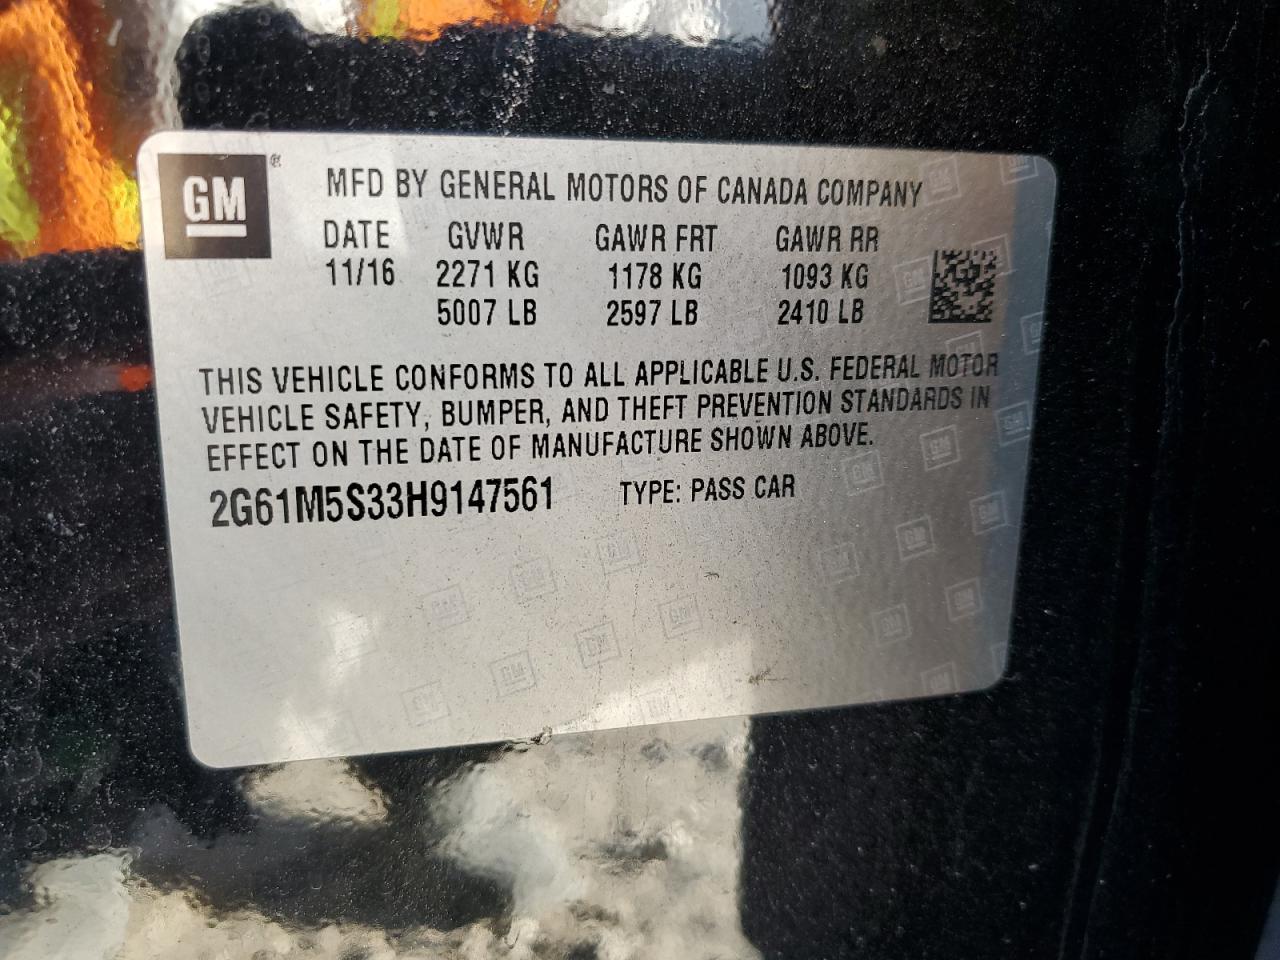 GM ® MFD BY GENERAL MOTORS OF CANADA COMPANY
DATE GVWR GAWR FRT GAWR RR
11/16 2271 KG 1178 KG 1093 KG
5007 LB 2597 LB 2410 LB
THIS VEHICLE CONFORMS TO ALL APPLICABLE U.S. FEDERAL MOTOR
VEHICLE SAFETY, BUMPER, AND THEFT PREVENTION STANDARDS IN
EFFECT ON THE DATE OF MANUFACTURE SHOWN ABOVE.
2G61M5S33H9147561 TYPE: PASS CAR